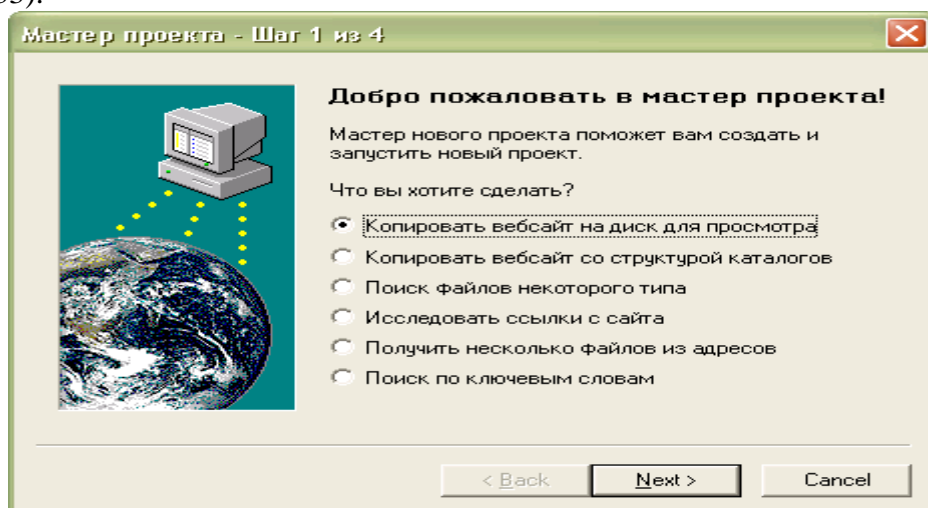 Мастер проекта - Шаг 1 из 4
Добро пожаловать в мастер проекта!
Мастер нового проекта поможет вам создать и
запустить новый проект.
Что вы хотите сделать?
Копировать вебсайт на диск для просмотра
Копировать вебсайт со структурой каталогов
Поиск файлов некоторого типа
Исследовать ссылки с сайта
Получить несколько файлов из адресов
Поиск по ключевым словам
< Back Next > Cancel